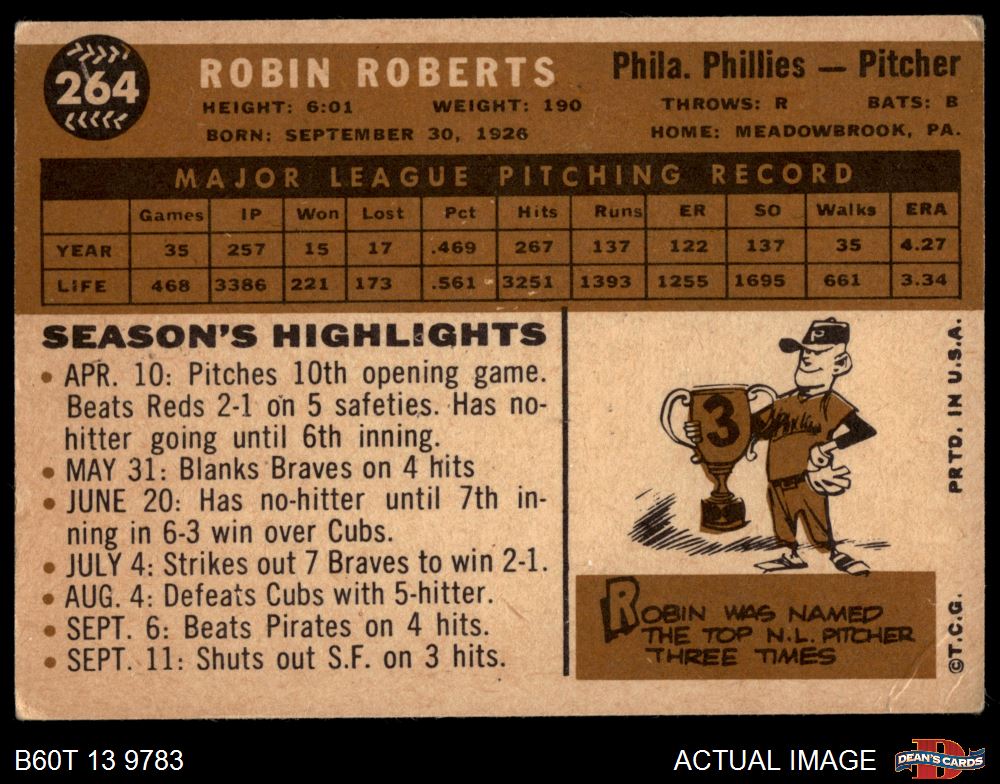 264
ROBIN ROBERTS
Phila. Phillies — Pitcher
HEIGHT: 6:01 WEIGHT: 190 THROWS: R BATS: B
BORN: SEPTEMBER 30, 1926 HOME: MEADOWBROOK, PA.
MAJOR LEAGUE PITCHING RECORD
Games IP Won Lost Pct Hits Runs ER SO Walks ERA
YEAR 35 257 15 17 .469 267 137 122 137 35 4.27
LIFE 468 3386 221 173 .561 3251 1393 1255 1695 661 3.34
SEASON'S HIGHLIGHTS
• APR. 10: Pitches 10th opening game.
Beats Reds 2-1 on 5 safeties. Has no-
hitter going until 6th inning.
• MAY 31: Blanks Braves on 4 hits
• JUNE 20: Has no-hitter until 7th in-
ning in 6-3 win over Cubs.
• JULY 4: Strikes out 7 Braves to win 2-1.
• AUG. 4: Defeats Cubs with 5-hitter.
• SEPT. 6: Beats Pirates on 4 hits.
• SEPT. 11: Shuts out S.F. on 3 hits.
P
3
ROBIN WAS NAMED
THE TOP N.L. PITCHER
THREE TIMES
PRTD. IN U.S.A.
©T.C.G.
B60T 13 9783
ACTUAL IMAGE
DEAN'S CARDS